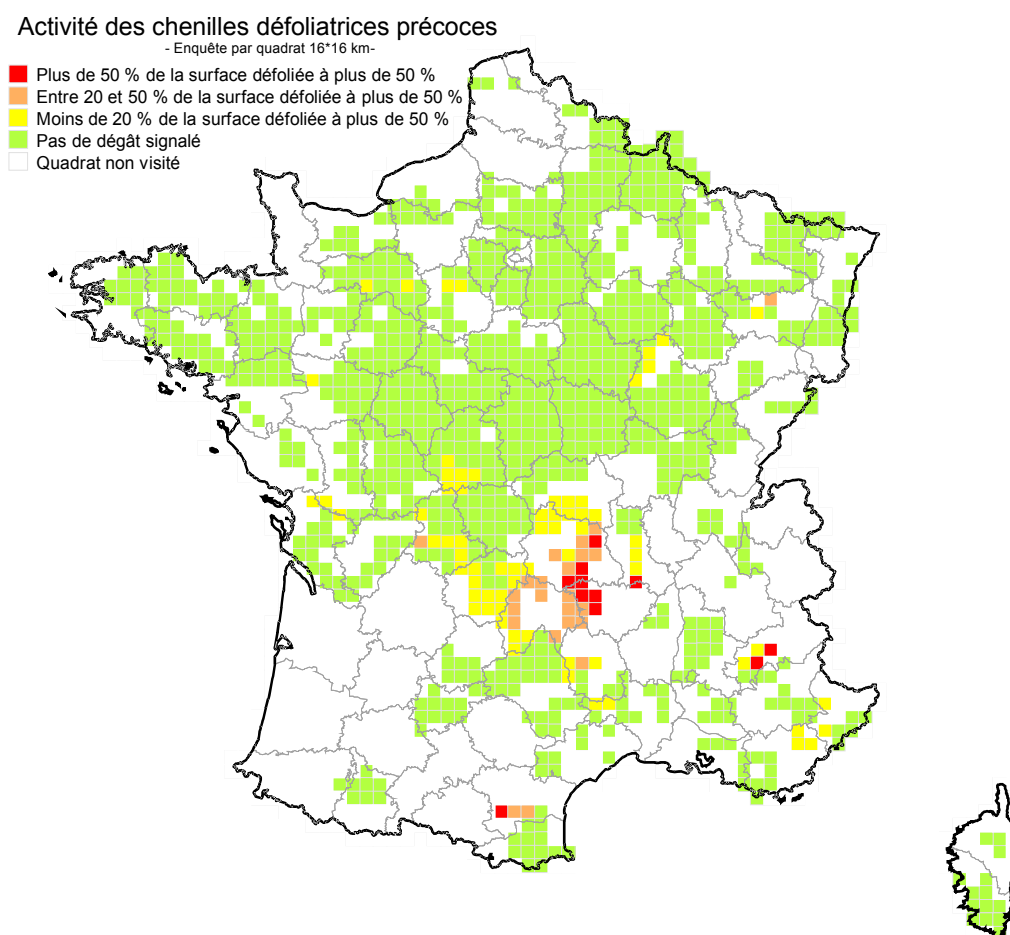 Activité des chenilles défoliatrices précoces
- Enquête par quadrat 16*16 km-
Plus de 50 % de la surface défoliée à plus de 50 %
Entre 20 et 50 % de la surface défoliée à plus de 50 %
Moins de 20 % de la surface défoliée à plus de 50 %
Pas de dégât signalé
Quadrat non visité